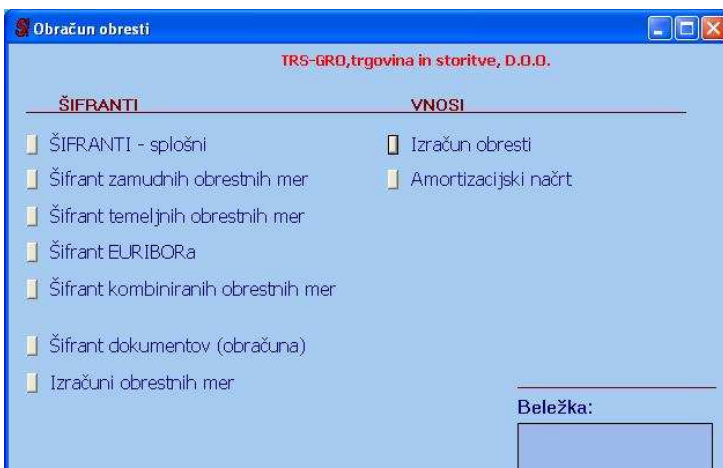 Obračun obresti
TRS-GRO,trgovina in storitve, D.O.O.
ŠIFRANTI
ŠIFRANTI - splošni
Šifrant zamudnih obrestnih mer
Šifrant temeljnih obrestnih mer
Šifrant EURIBORa
Šifrant kombiniranih obrestnih mer
Šifrant dokumentov (obračuna)
Izračuni obrestnih mer
VNOSI
Izračun obresti
Amortizacijski načrt
Beležka: